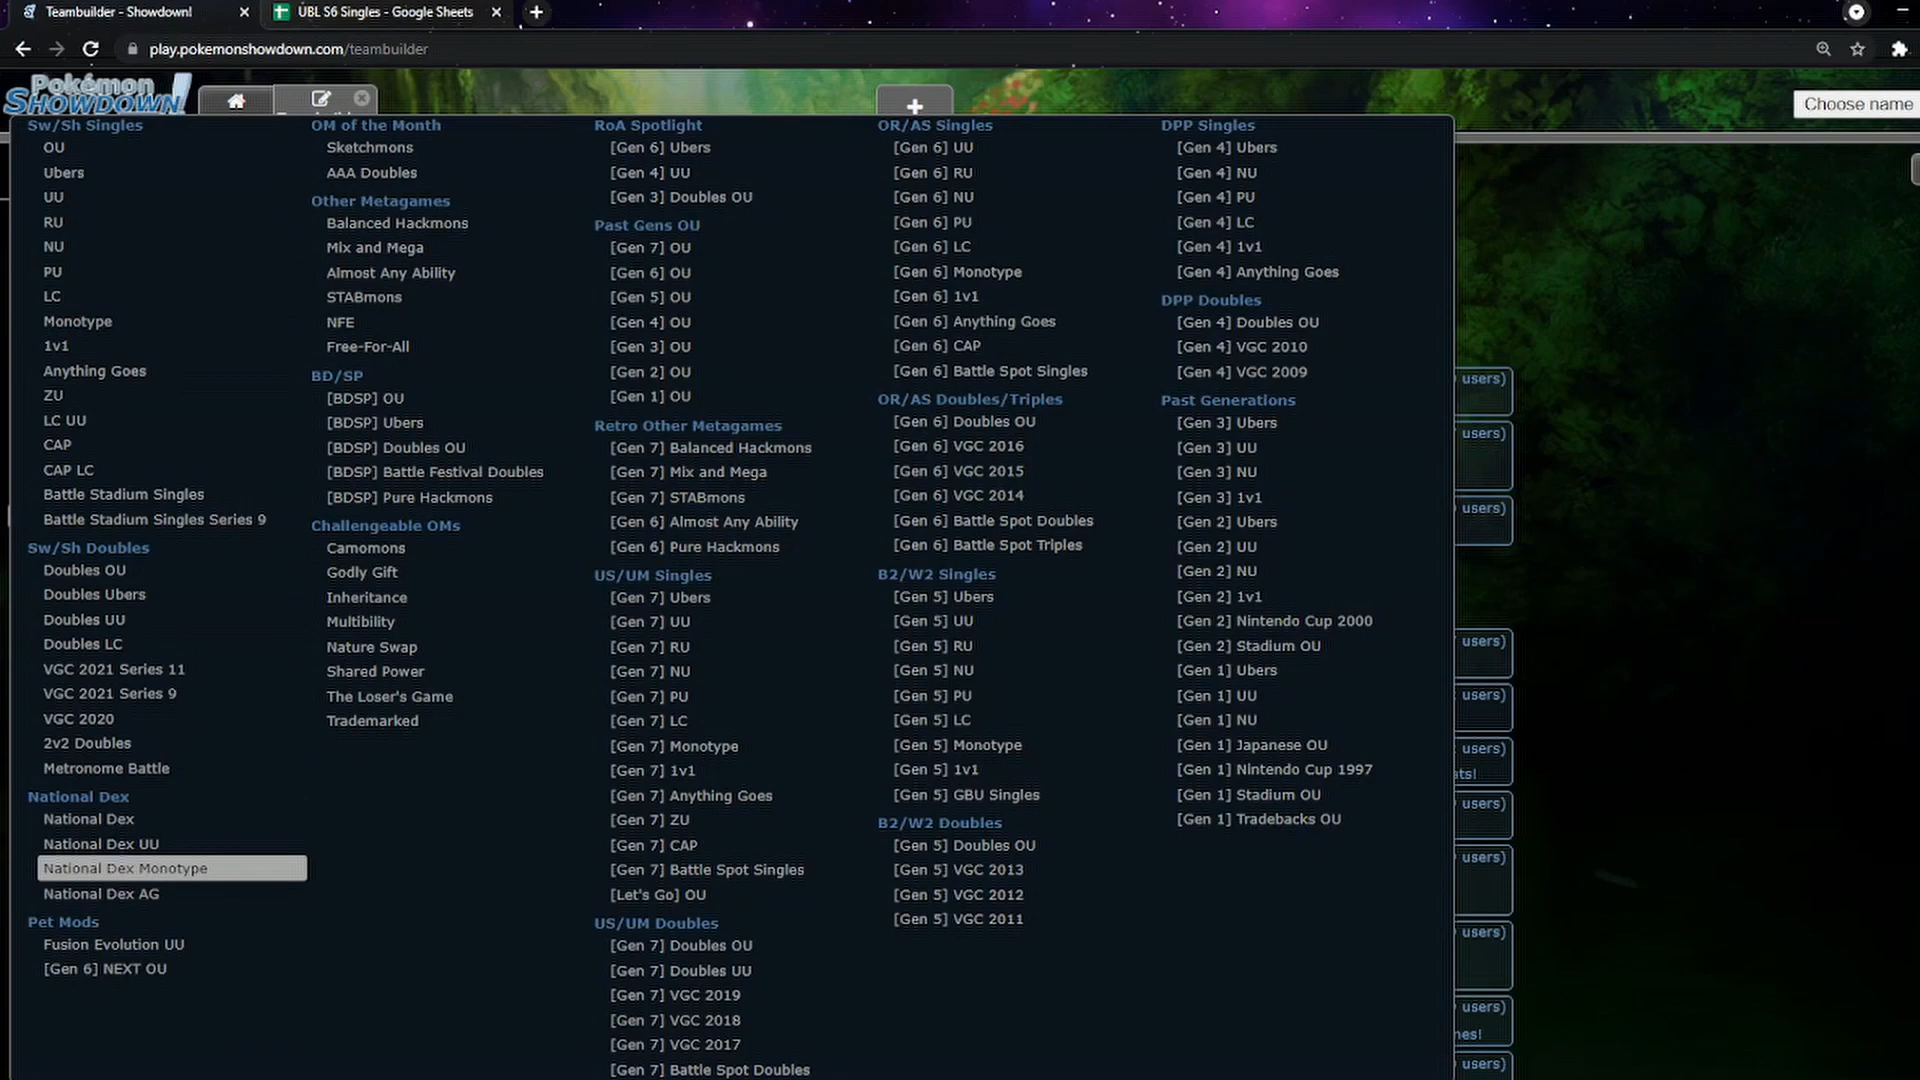 Teambuilder - Showdown!
UBL S6 Singles - Google Sheets
play.pokemonshowdown.com/teambuilder
Pokémon
SHOWDOWN!
Choose name
Sw/Sh Singles
OU
Ubers
UU
RU
NU
PU
LC
Monotype
1v1
Anything Goes
ZU
LC UU
CAP
CAP LC
Battle Stadium Singles
Battle Stadium Singles Series 9
Sw/Sh Doubles
Doubles OU
Doubles Ubers
Doubles UU
Doubles LC
VGC 2021 Series 11
VGC 2021 Series 9
VGC 2020
2v2 Doubles
Metronome Battle
National Dex
National Dex
National Dex UU
National Dex Monotype
National Dex AG
Pet Mods
Fusion Evolution UU
[Gen 6] NEXT OU
OM of the Month
Sketchmons
AAA Doubles
Other Metagames
Balanced Hackmons
Mix and Mega
Almost Any Ability
STABmons
NFE
Free-For-All
BD/SP
[BDSP] OU
[BDSP] Ubers
[BDSP] Doubles OU
[BDSP] Battle Festival Doubles
[BDSP] Pure Hackmons
Challengeable OMs
Camomons
Godly Gift
Inheritance
Multibility
Nature Swap
Shared Power
The Loser's Game
Trademarked
RoA Spotlight
[Gen 6] Ubers
[Gen 4] UU
[Gen 3] Doubles OU
Past Gens OU
[Gen 7] OU
[Gen 6] OU
[Gen 5] OU
[Gen 4] OU
[Gen 3] OU
[Gen 2] OU
[Gen 1] OU
Retro Other Metagames
[Gen 7] Balanced Hackmons
[Gen 7] Mix and Mega
[Gen 7] STABmons
[Gen 6] Almost Any Ability
[Gen 6] Pure Hackmons
US/UM Singles
[Gen 7] Ubers
[Gen 7] UU
[Gen 7] RU
[Gen 7] NU
[Gen 7] PU
[Gen 7] LC
[Gen 7] Monotype
[Gen 7] 1v1
[Gen 7] Anything Goes
[Gen 7] ZU
[Gen 7] CAP
[Gen 7] Battle Spot Singles
[Let's Go] OU
US/UM Doubles
[Gen 7] Doubles OU
[Gen 7] Doubles UU
[Gen 7] VGC 2019
[Gen 7] VGC 2018
[Gen 7] VGC 2017
[Gen 7] Battle Spot Doubles
OR/AS Singles
[Gen 6] UU
[Gen 6] RU
[Gen 6] NU
[Gen 6] PU
[Gen 6] LC
[Gen 6] Monotype
[Gen 6] 1v1
[Gen 6] Anything Goes
[Gen 6] CAP
[Gen 6] Battle Spot Singles
OR/AS Doubles/Triples
[Gen 6] Doubles OU
[Gen 6] VGC 2016
[Gen 6] VGC 2015
[Gen 6] VGC 2014
[Gen 6] Battle Spot Doubles
[Gen 6] Battle Spot Triples
B2/W2 Singles
[Gen 5] Ubers
[Gen 5] UU
[Gen 5] RU
[Gen 5] NU
[Gen 5] PU
[Gen 5] LC
[Gen 5] Monotype
[Gen 5] 1v1
[Gen 5] GBU Singles
B2/W2 Doubles
[Gen 5] Doubles OU
[Gen 5] VGC 2013
[Gen 5] VGC 2012
[Gen 5] VGC 2011
DPP Singles
[Gen 4] Ubers
[Gen 4] NU
[Gen 4] PU
[Gen 4] LC
[Gen 4] 1v1
[Gen 4] Anything Goes
DPP Doubles
[Gen 4] Doubles OU
[Gen 4] VGC 2010
[Gen 4] VGC 2009
Past Generations
[Gen 3] Ubers
[Gen 3] UU
[Gen 3] NU
[Gen 3] 1v1
[Gen 2] Ubers
[Gen 2] UU
[Gen 2] NU
[Gen 2] 1v1
[Gen 2] Nintendo Cup 2000
[Gen 2] Stadium OU
[Gen 1] Ubers
[Gen 1] UU
[Gen 1] NU
[Gen 1] Japanese OU
[Gen 1] Nintendo Cup 1997
[Gen 1] Stadium OU
[Gen 1] Tradebacks OU
users)
users)
users)
users)
users)
users)
users)
users)
users)
users)
users)